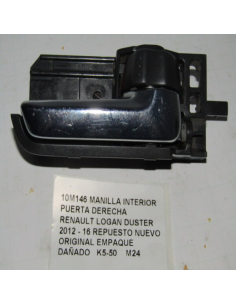 10M146 MANILLA INTERIOR
PUERTA DERECHA
RENAULT LOGAN DUSTER
2012 - 16 REPUESTO NUEVO
ORIGINAL EMPAQUE
DAÑADO K5-50 M24